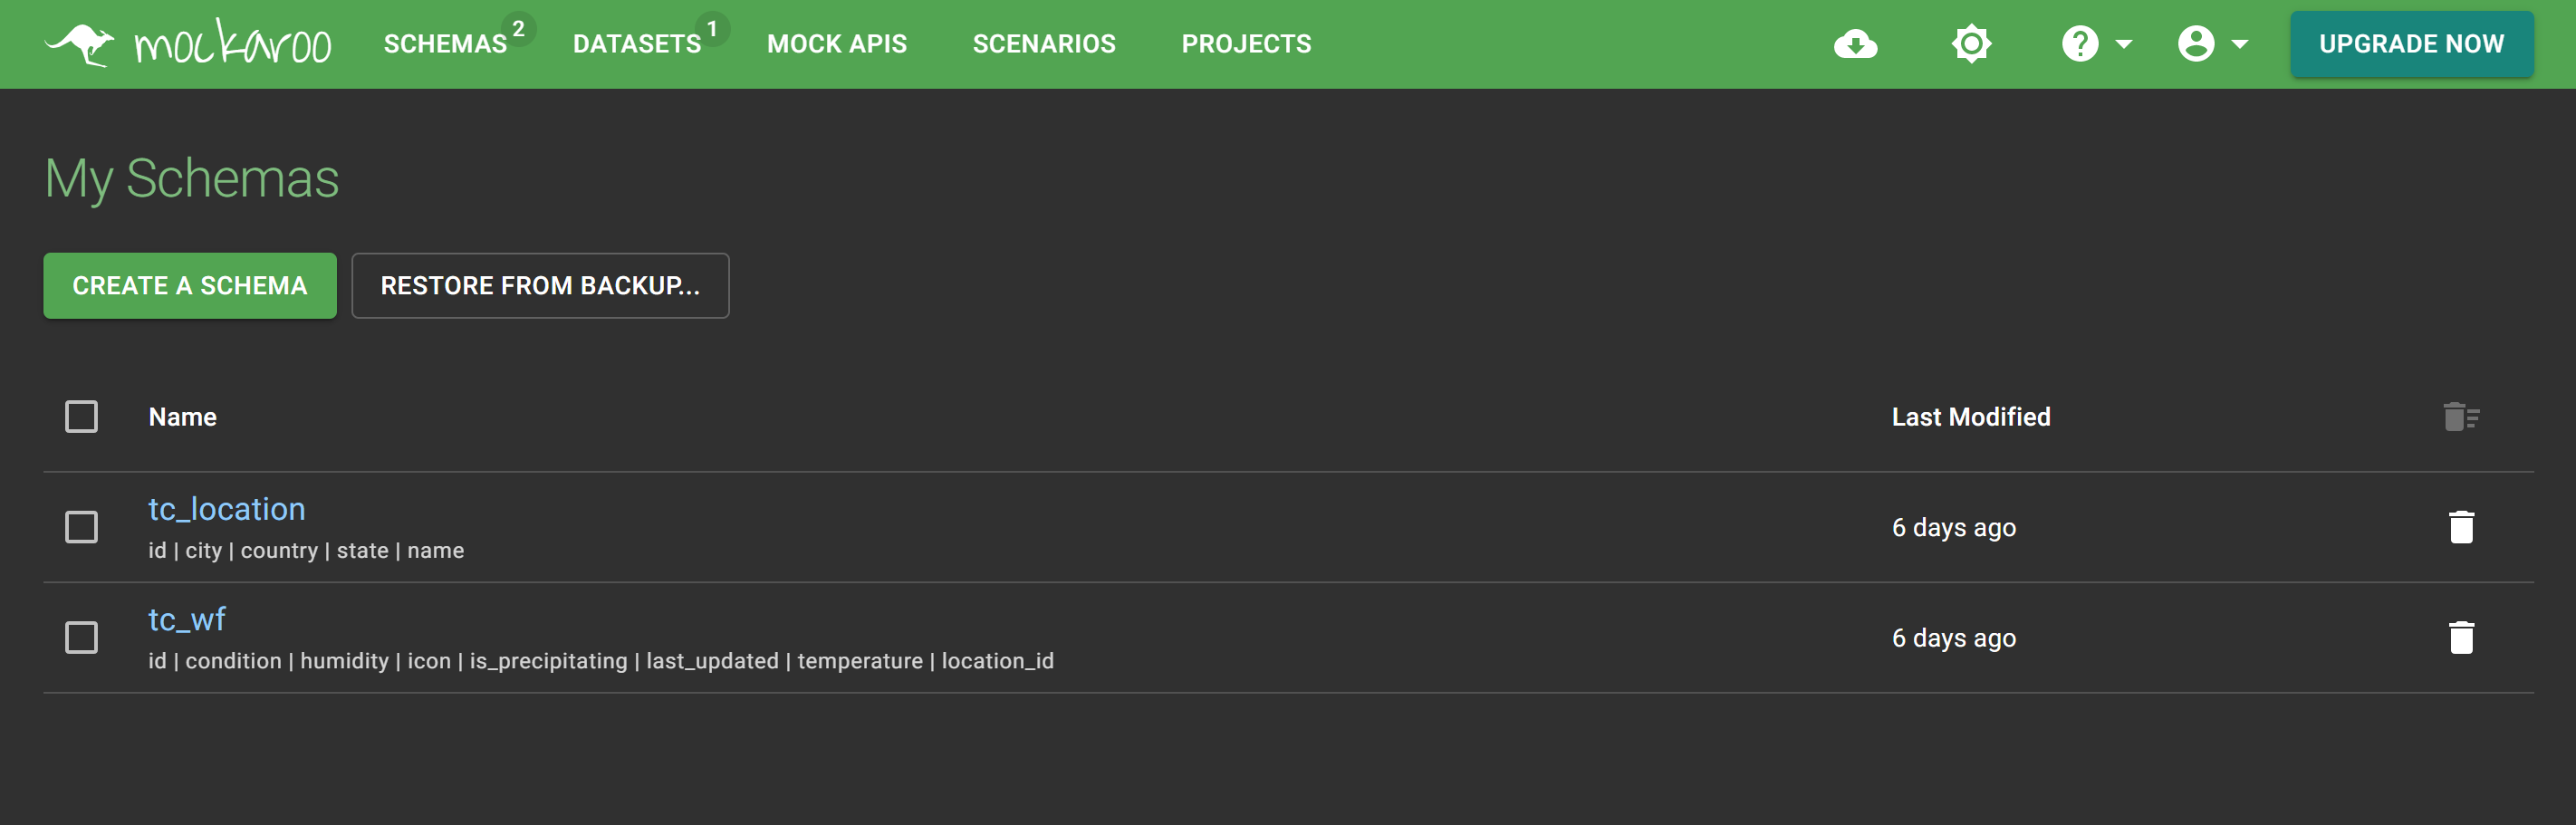 mockaroo SCHEMAS 2 DATASETS 1 MOCK APIS SCENARIOS PROJECTS UPGRADE NOW
My Schemas
CREATE A SCHEMA RESTORE FROM BACKUP...
Name Last Modified
tc_location
id | city | country | state | name
6 days ago
tc_wf
id | condition | humidity | icon | is_precipitating | last_updated | temperature | location_id
6 days ago